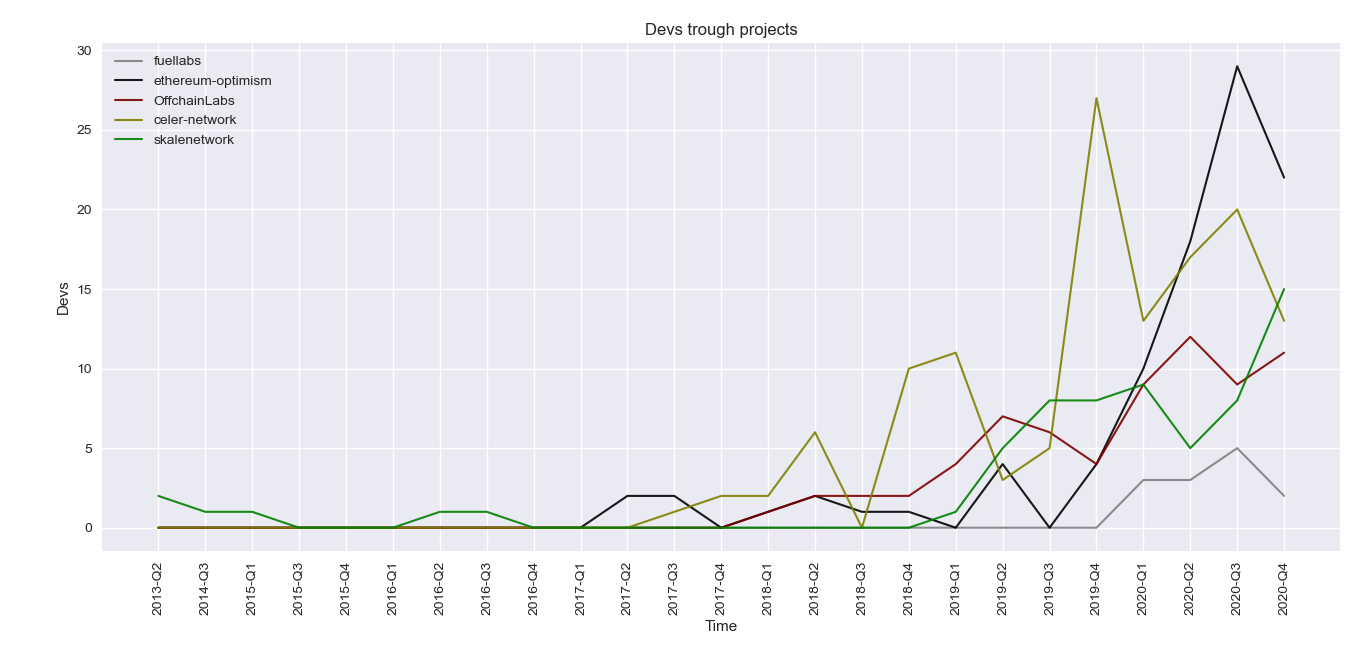 Devs trough projects
fuellabs
ethereum-optimism
OffchainLabs
celer-network
skalenetwork
30
25
20
15
10
5
0
Devs
2013-Q2
2014-Q3
2015-Q1
2015-Q3
2015-Q4
2016-Q1
2016-Q2
2016-Q3
2016-Q4
2017-Q1
2017-Q2
2017-Q3
2017-Q4
2018-Q1
2018-Q2
2018-Q3
2018-Q4
2019-Q1
2019-Q2
2019-Q3
2019-Q4
2020-Q1
2020-Q2
2020-Q3
2020-Q4
Time